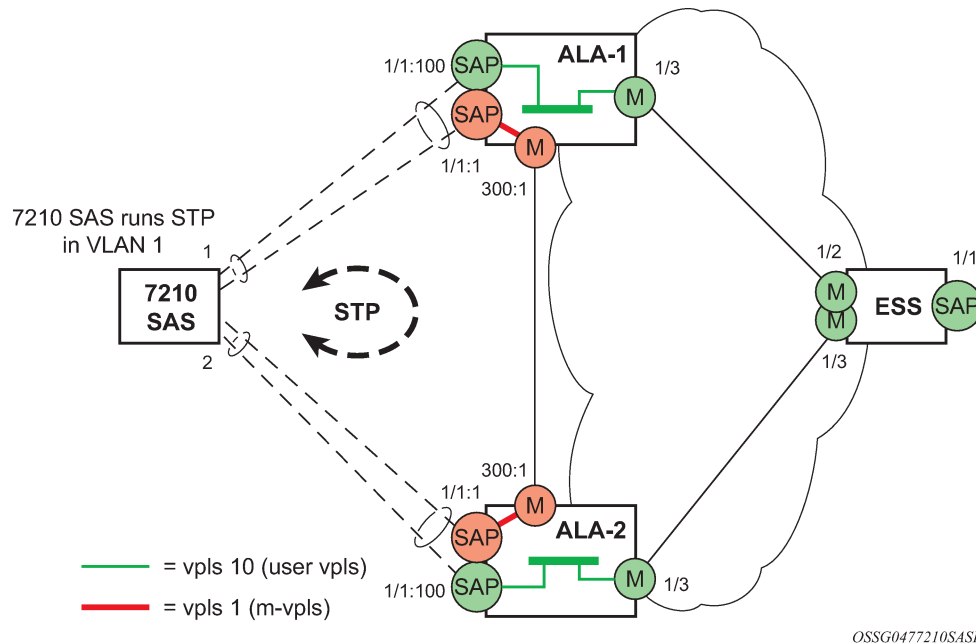 ALA-1
1/1:100
SAP
1/3
M
SAP
M
1/1:1
300:1
7210 SAS runs STP
in VLAN 1
1
1/2
1/1
7210
SAS
STP
M
M
ESS
SAP
2
1/3
300:1
1/1:1
M
SAP
ALA-2
= vpls 10 (user vpls)
SAP
M
1/1:100
1/3
= vpls 1 (m-vpls)